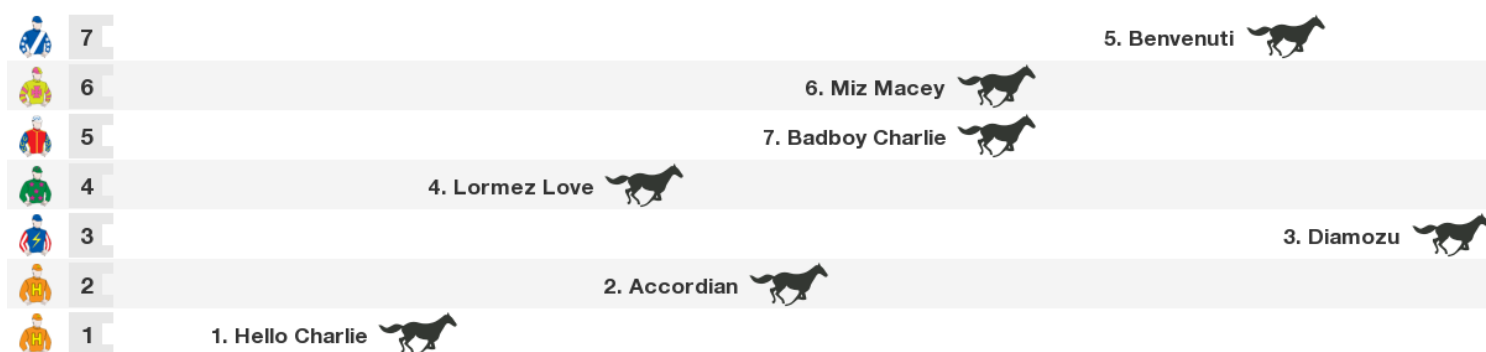 7 5. Benvenuti
6 6. Miz Macey
5 7. Badboy Charlie
4 4. Lormez Love
3 3. Diamozu
H 2 2. Accordian
H 1 1. Hello Charlie